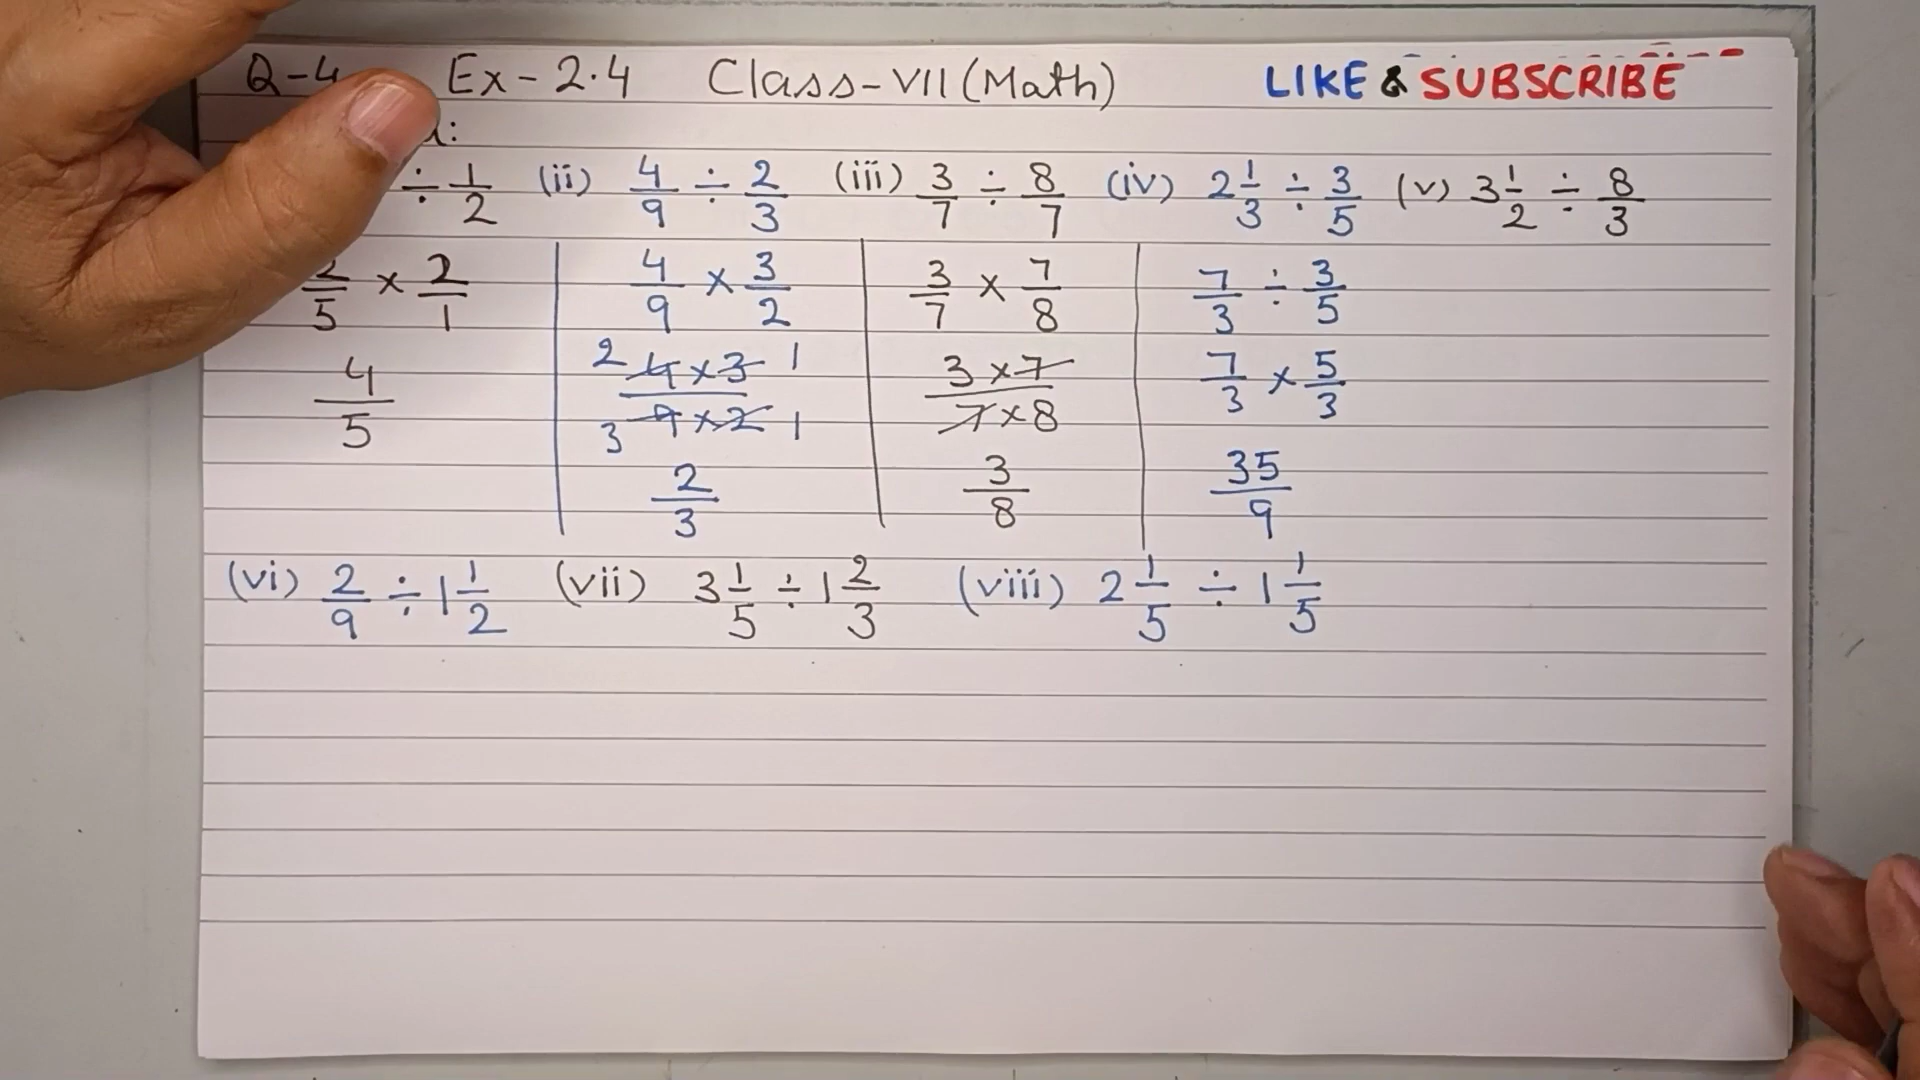 Q-4 Ex-2.4 Class-VII (Math) LIKE & SUBSCRIBE
÷ 1/2 (ii) 4/9 ÷ 2/3 (iii) 3/7 ÷ 8/7 (iv) 2 1/3 ÷ 3/5 (v) 3 1/2 ÷ 8/3
2/5 × 2/1 4/9 × 3/2 3/7 × 7/8 7/3 ÷ 3/5
4/5 2 4×3 1 / 3 9×2 1 3×7/7×8 7/3 × 5/3
2/3 3/8 35/9
(vi) 2/9 ÷ 1 1/2 (vii) 3 1/5 ÷ 1 2/3 (viii) 2 1/5 ÷ 1 1/5